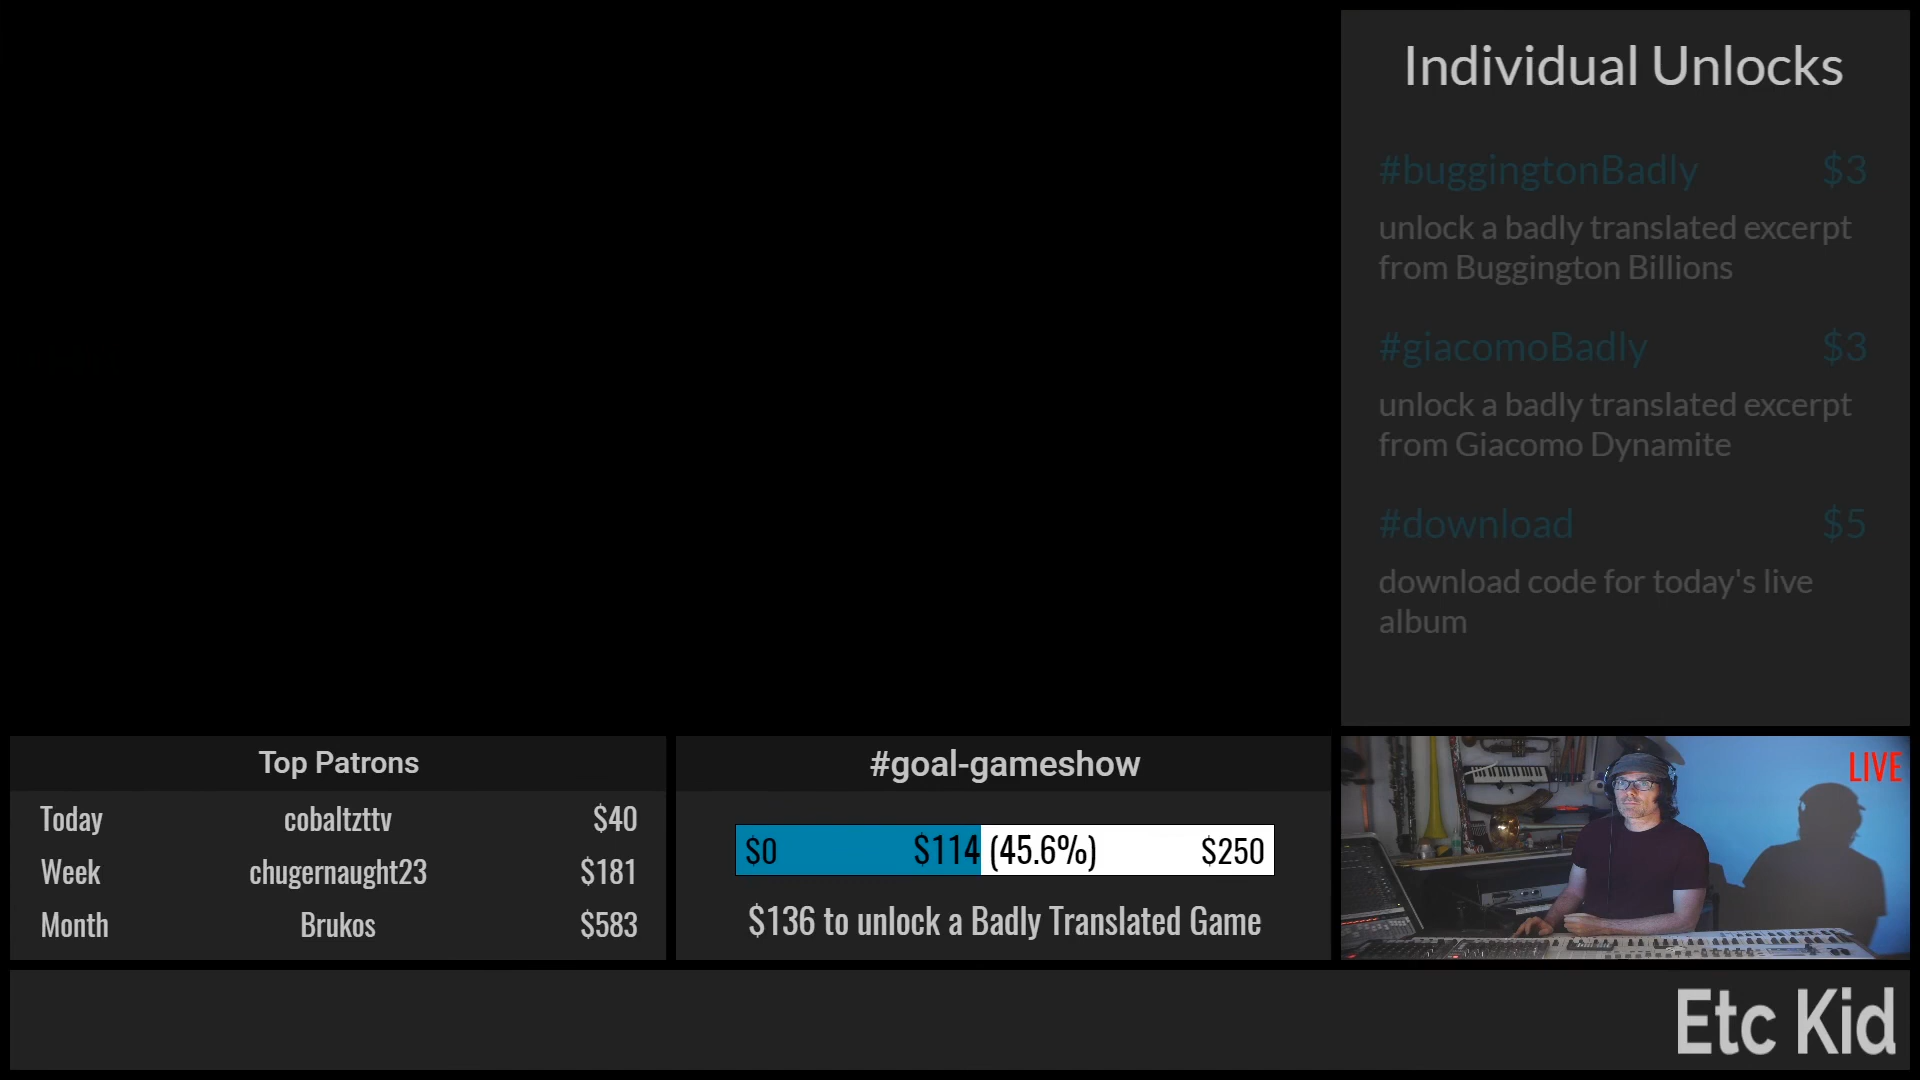 Individual Unlocks
#buggingtonBadly $3
unlock a badly translated excerpt
from Buggington Billions
#giacomoBadly $3
unlock a badly translated excerpt
from Giacomo Dynamite
#download $5
download code for today's live
album
Top Patrons
Today cobaltzttv $40
Week chugernaught23 $181
Month Brukos $583
#goal-gameshow
$0 $114 (45.6%) $250
$136 to unlock a Badly Translated Game
LIVE
Etc Kid